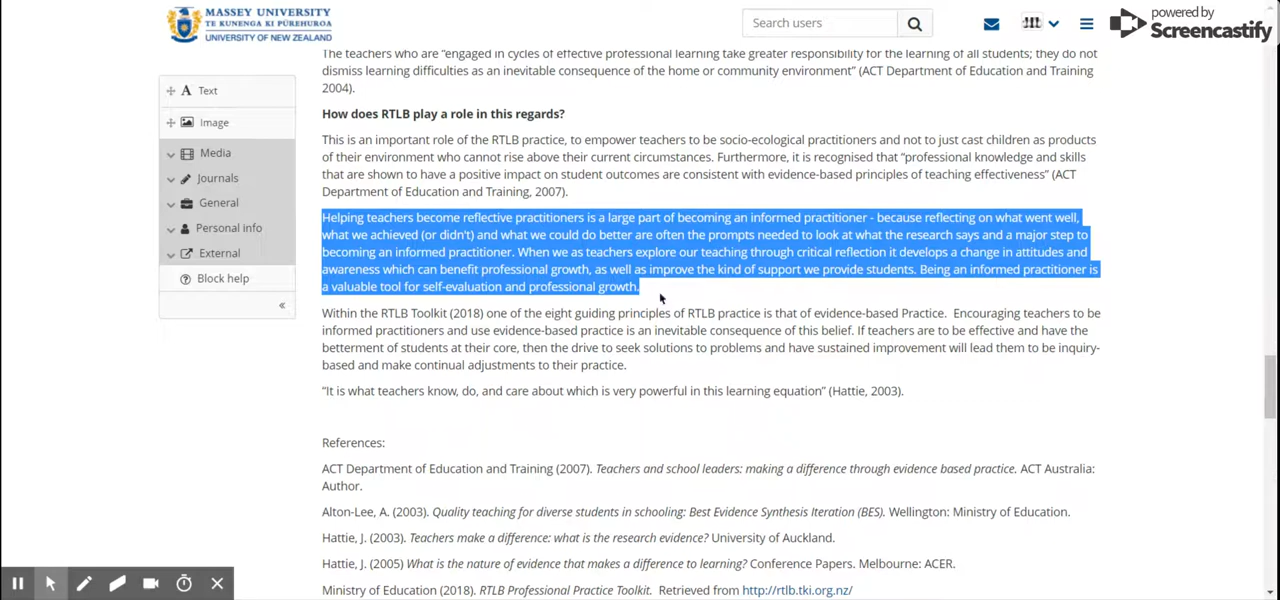 MASSEY UNIVERSITY
TE KUNENGA KI PŪREHUROA
UNIVERSITY OF NEW ZEALAND
Search users
powered by
Screencastify
Text
Image
Media
Journals
General
Personal info
External
Block help
«
The teachers who are “engaged in cycles of effective professional learning take greater responsibility for the learning of all students; they do not
dismiss learning difficulties as an inevitable consequence of the home or community environment” (ACT Department of Education and Training
2004).
How does RTLB play a role in this regards?
This is an important role of the RTLB practice, to empower teachers to be socio-ecological practitioners and not to just cast children as products
of their environment who cannot rise above their current circumstances. Furthermore, it is recognised that “professional knowledge and skills
that are shown to have a positive impact on student outcomes are consistent with evidence-based principles of teaching effectiveness” (ACT
Department of Education and Training, 2007).
Helping teachers become reflective practitioners is a large part of becoming an informed practitioner - because reflecting on what went well,
what we achieved (or didn't) and what we could do better are often the prompts needed to look at what the research says and a major step to
becoming an informed practitioner. When we as teachers explore our teaching through critical reflection it develops a change in attitudes and
awareness which can benefit professional growth, as well as improve the kind of support we provide students. Being an informed practitioner is
a valuable tool for self-evaluation and professional growth.
Within the RTLB Toolkit (2018) one of the eight guiding principles of RTLB practice is that of evidence-based Practice.  Encouraging teachers to be
informed practitioners and use evidence-based practice is an inevitable consequence of this belief. If teachers are to be effective and have the
betterment of students at their core, then the drive to seek solutions to problems and have sustained improvement will lead them to be inquiry-
based and make continual adjustments to their practice.
“It is what teachers know, do, and care about which is very powerful in this learning equation” (Hattie, 2003).
References:
ACT Department of Education and Training (2007). Teachers and school leaders: making a difference through evidence based practice. ACT Australia:
Author.
Alton-Lee, A. (2003). Quality teaching for diverse students in schooling: Best Evidence Synthesis Iteration (BES). Wellington: Ministry of Education.
Hattie, J. (2003). Teachers make a difference: what is the research evidence? University of Auckland.
Hattie, J. (2005) What is the nature of evidence that makes a difference to learning? Conference Papers. Melbourne: ACER.
Ministry of Education (2018). RTLB Professional Practice Toolkit.  Retrieved from http://rtlb.tki.org.nz/